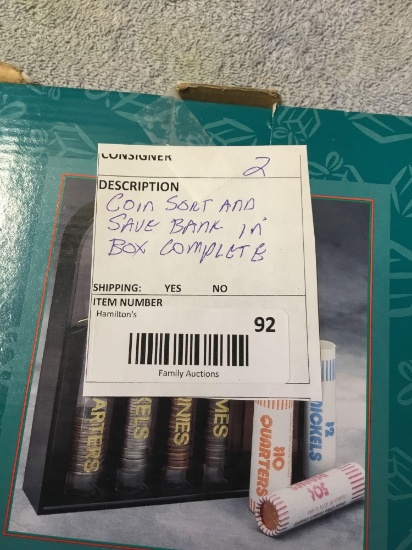 CONSIGNER 2
DESCRIPTION
COIN SORT AND
SAVE BANK IN
BOX COMPLETE
SHIPPING: YES NO
ITEM NUMBER
Hamilton's
92
Family Auctions
QUARTERS
NICKELS
PENNIES
DIMES
$10
QUARTERS
$2
NICKELS
50¢